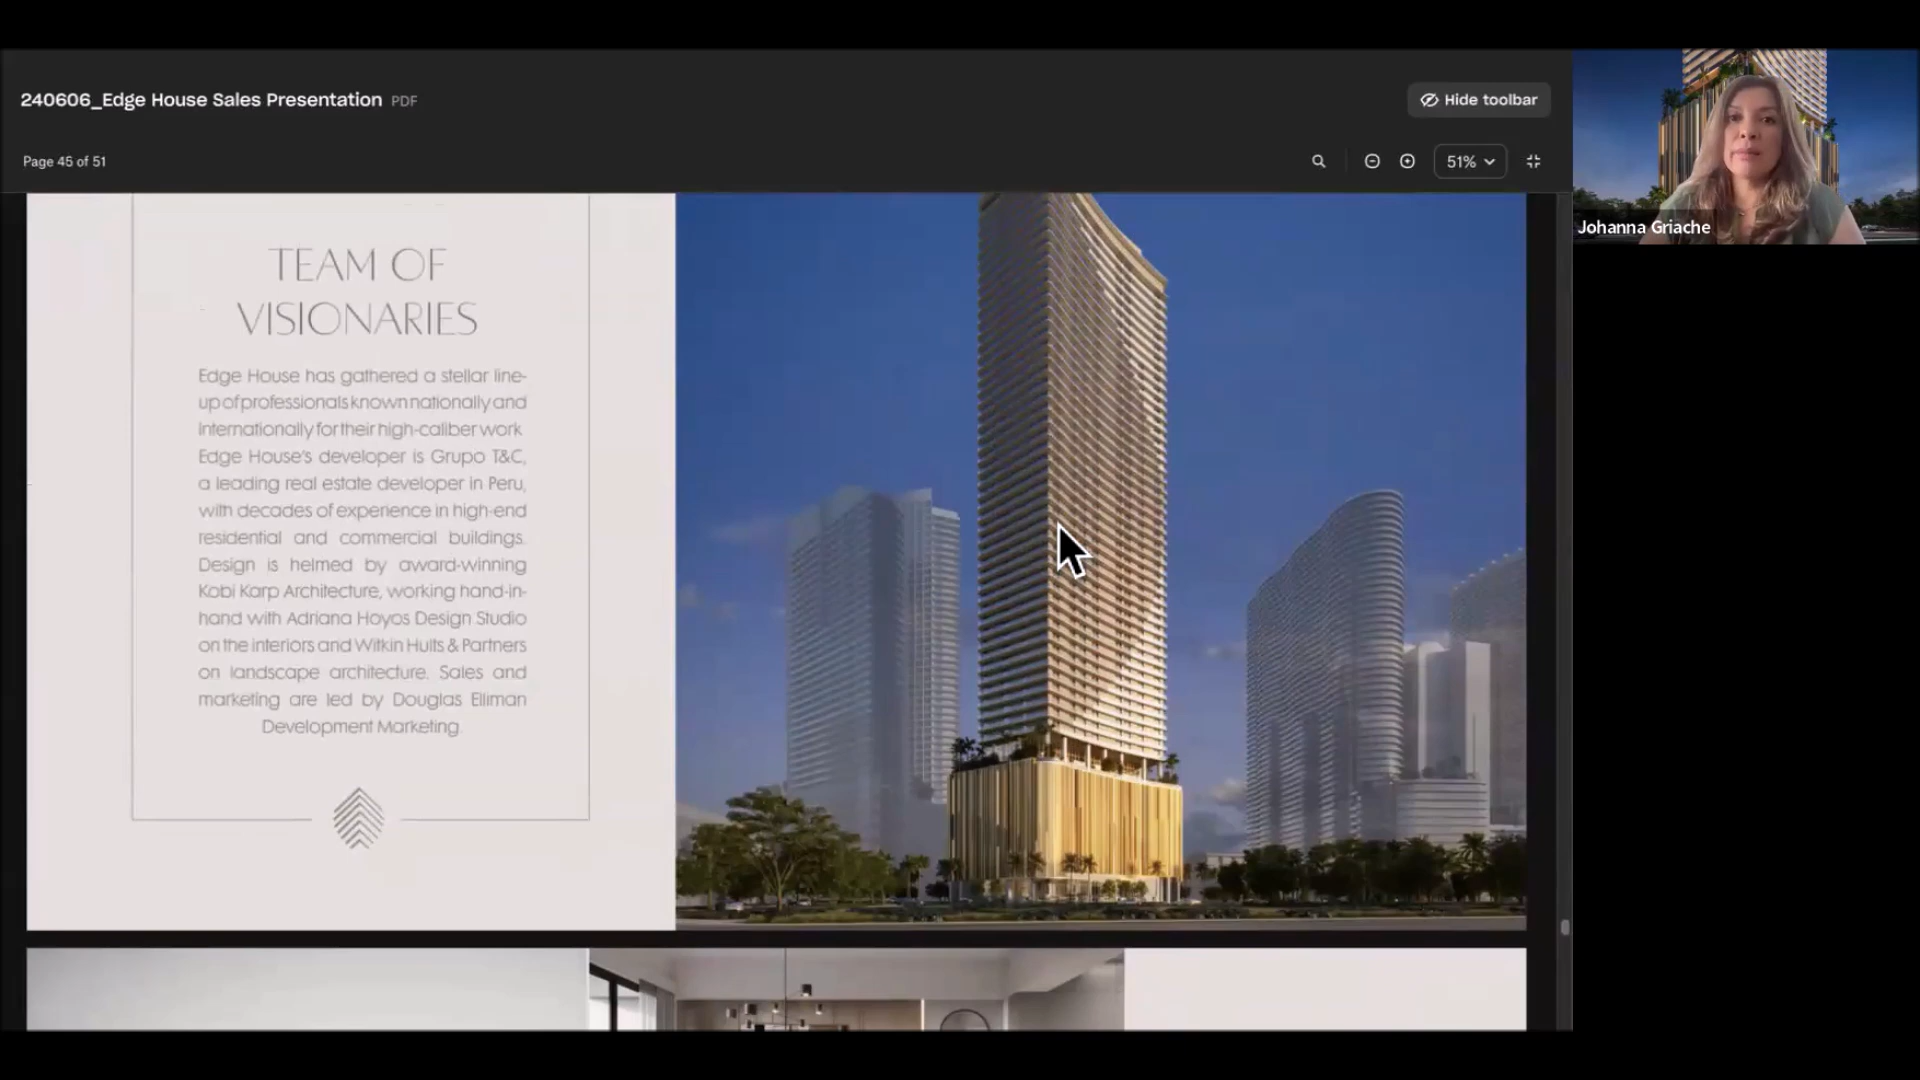 240606_Edge House Sales Presentation PDF
Hide toolbar
Page 45 of 51
51%
Johanna Griache
TEAM OF
VISIONARIES
Edge House has gathered a stellar line-
up of professionals known nationally and
internationally for their high-caliber work.
Edge House's developer is Grupo T&C,
a leading real estate developer in Peru,
with decades of experience in high-end
residential and commercial buildings.
Design is helmed by award-winning
Kobi Karp Architecture, working hand-in-
hand with Adriana Hoyos Design Studio
on the interiors and Witkin Hults & Partners
on landscape architecture. Sales and
marketing are led by Douglas Elliman
Development Marketing.